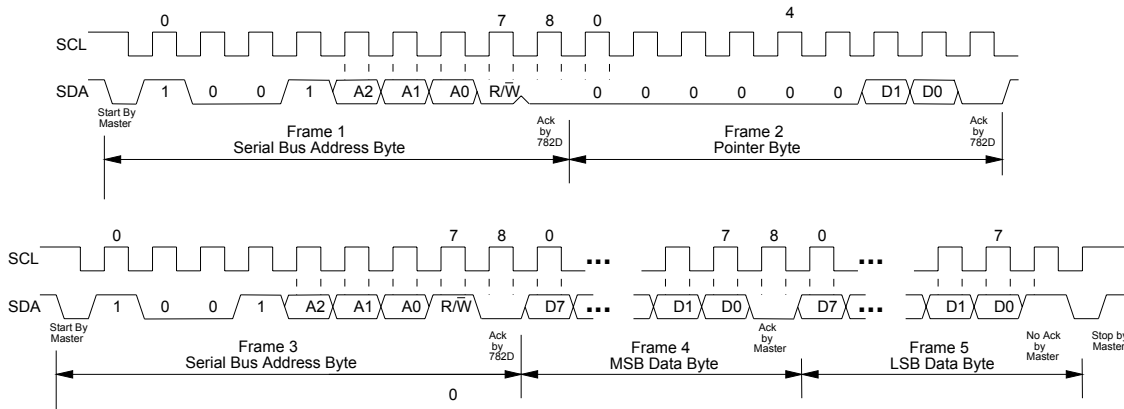 0 7 8 0 4
SCL
SDA 1 0 0 1 A2 A1 A0 R/W̅ 0 0 0 0 0 0 D1 D0
Start By
Master
Ack
by
782D
Ack
by
782D
Frame 1
Serial Bus Address Byte
Frame 2
Pointer Byte
0 7 8 0 7 8 0 7
SCL ... ...
SDA 1 0 0 1 A2 A1 A0 R/W̅ D7 ... D1 D0 D7 ... D1 D0
Start By
Master
Ack
by
782D
Ack
by
Master
No Ack
by
Master
Stop by
Master
Frame 3
Serial Bus Address Byte
Frame 4
MSB Data Byte
Frame 5
LSB Data Byte
0